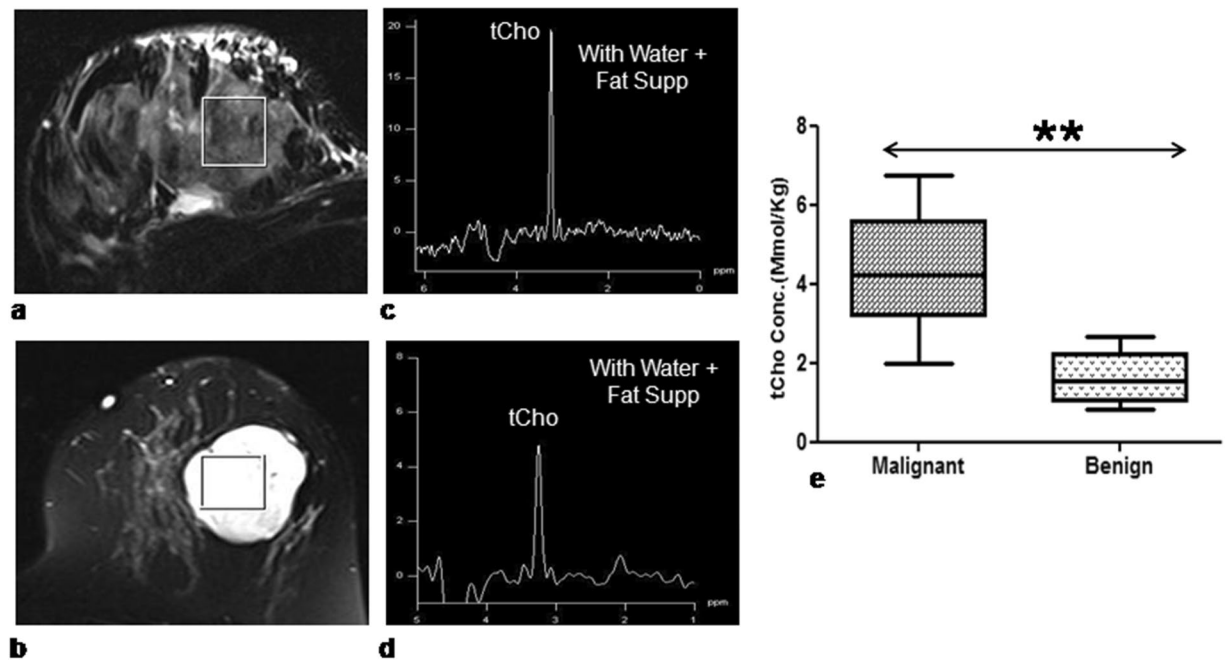 20
15
10
5
0
tCho
With Water +
Fat Supp
ppm
6 4 2 0
a
c
8
6
4
2
0
With Water +
Fat Supp
tCho
ppm
5 4 3 2 1
b
d
**
tCho Conc.(Mmol/Kg)
8
6
4
2
0
Malignant Benign
e